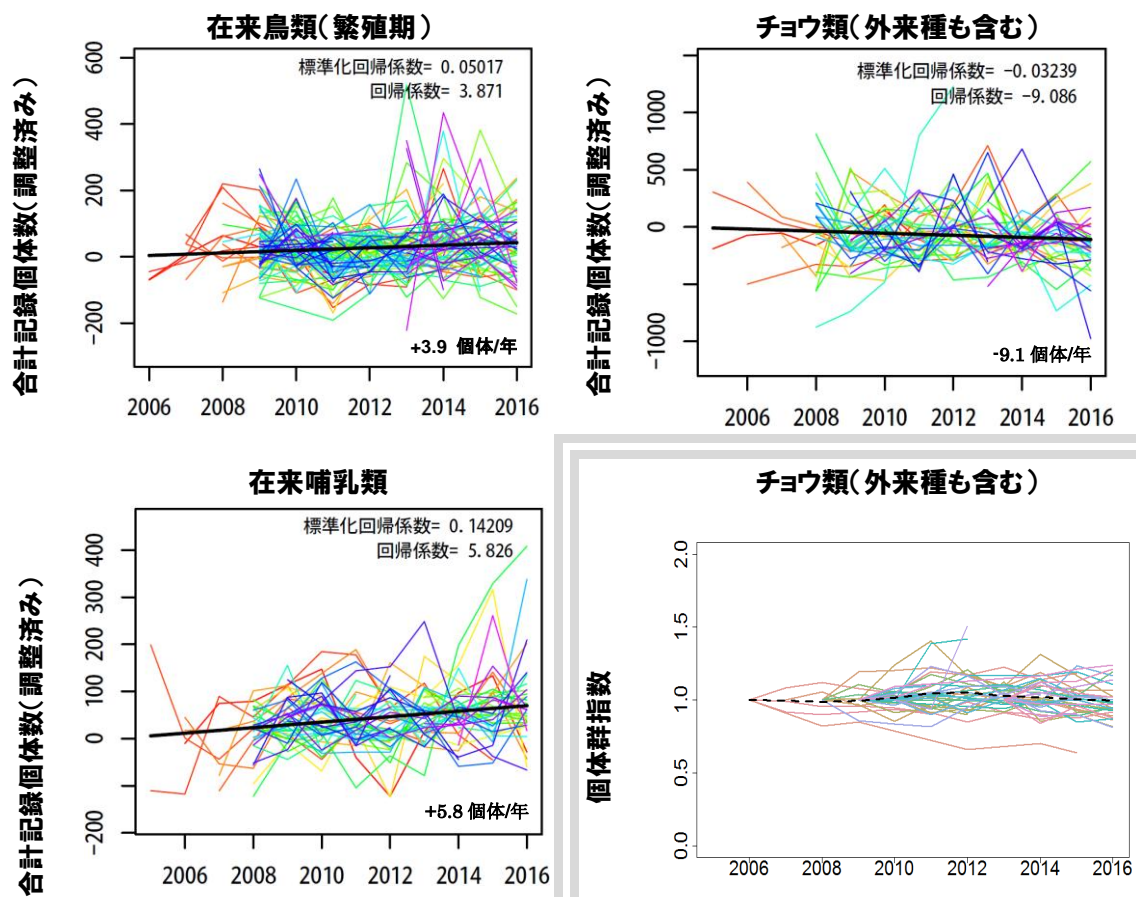 在来鳥類(繁殖期)
標準化回帰係数= 0.05017
回帰係数= 3.871
合計記録個体数(調整済み)
600
400
200
0
-200
+3.9 個体/年
2006 2008 2010 2012 2014 2016
チョウ類(外来種も含む)
標準化回帰係数= -0.03239
回帰係数= -9.086
合計記録個体数(調整済み)
1000
500
0
-1000
-9.1 個体/年
2006 2008 2010 2012 2014 2016
在来哺乳類
標準化回帰係数= 0.14209
回帰係数= 5.826
合計記録個体数(調整済み)
400
300
200
100
0
-200
+5.8 個体/年
2006 2008 2010 2012 2014 2016
チョウ類(外来種も含む)
個体群指数
2.0
1.5
1.0
0.5
0.0
2006 2008 2010 2012 2014 2016